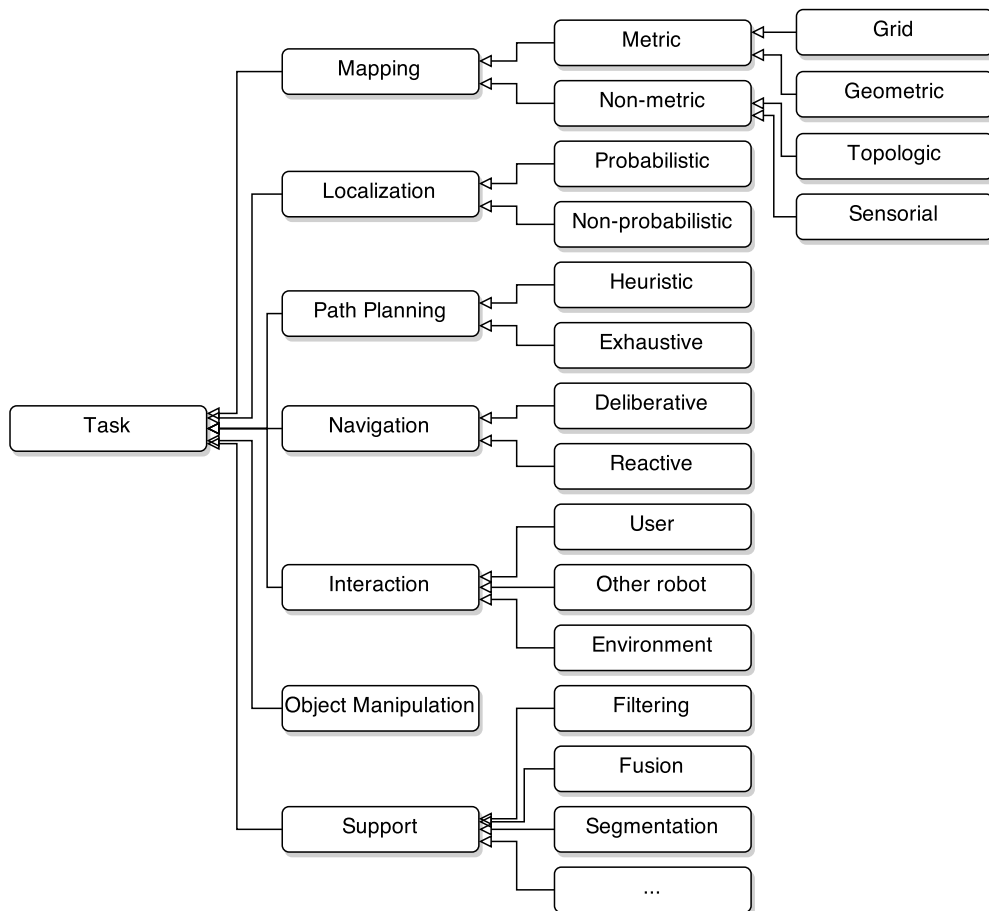 Task
Mapping
Metric
Grid
Geometric
Non-metric
Topologic
Sensorial
Localization
Probabilistic
Non-probabilistic
Path Planning
Heuristic
Exhaustive
Navigation
Deliberative
Reactive
Interaction
User
Other robot
Environment
Object Manipulation
Support
Filtering
Fusion
Segmentation
...